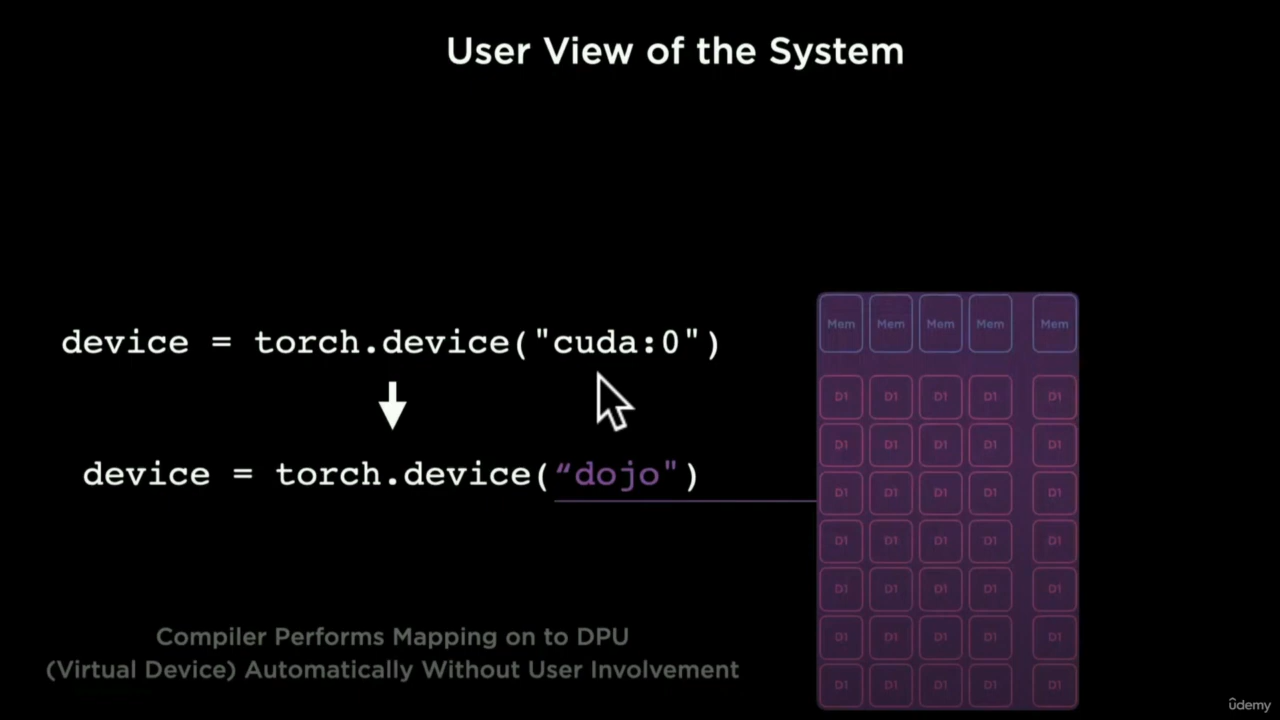 User View of the System
device = torch.device("cuda:0")
device = torch.device(“dojo")
Compiler Performs Mapping on to DPU
(Virtual Device) Automatically Without User Involvement
Mem Mem Mem Mem Mem
D1 D1 D1 D1 D1
D1 D1 D1 D1 D1
D1 D1 D1 D1 D1
D1 D1 D1 D1 D1
D1 D1 D1 D1 D1
D1 D1 D1 D1 D1
D1 D1 D1 D1 D1
ûdemy